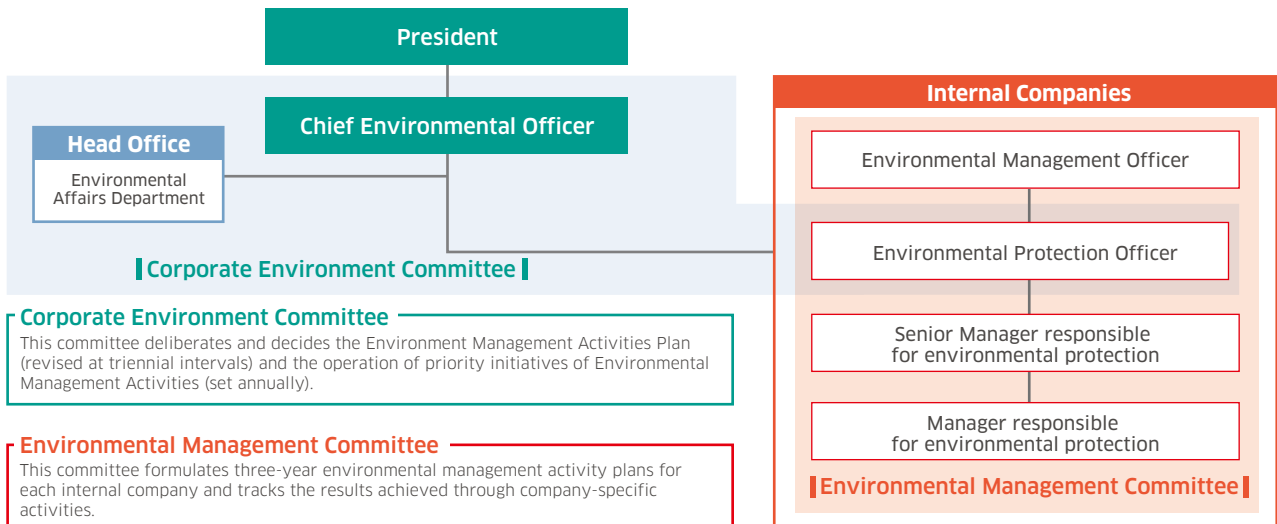 President
Chief Environmental Officer
Head Office
Environmental
Affairs Department
Corporate Environment Committee
Internal Companies
Environmental Management Officer
Environmental Protection Officer
Senior Manager responsible
for environmental protection
Manager responsible
for environmental protection
Environmental Management Committee
Corporate Environment Committee
This committee deliberates and decides the Environment Management Activities Plan
(revised at triennial intervals) and the operation of priority initiatives of Environmental
Management Activities (set annually).
Environmental Management Committee
This committee formulates three-year environmental management activity plans for
each internal company and tracks the results achieved through company-specific
activities.